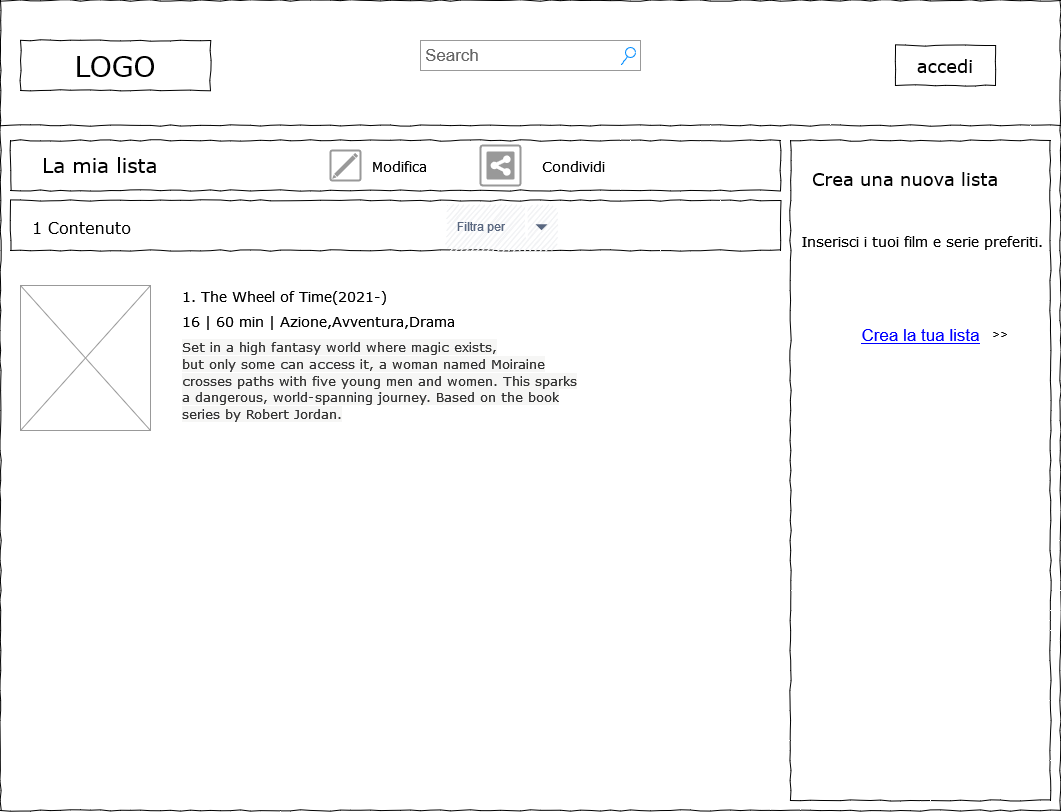 LOGO
Search
accedi
La mia lista
Modifica
Condividi
Crea una nuova lista
1 Contenuto
Filtra per
Inserisci i tuoi film e serie preferiti.
Crea la tua lista >>
1. The Wheel of Time(2021-)
16 | 60 min | Azione,Avventura,Drama
Set in a high fantasy world where magic exists,
but only some can access it, a woman named Moiraine
crosses paths with five young men and women. This sparks
a dangerous, world-spanning journey. Based on the book
series by Robert Jordan.